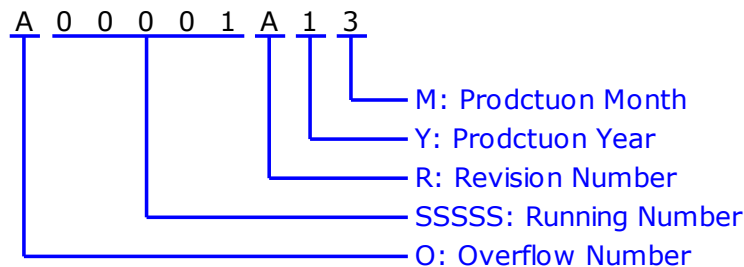 A 0 0 0 0 1 A 1 3
M: Prodctuon Month
Y: Prodctuon Year
R: Revision Number
SSSSS: Running Number
O: Overflow Number